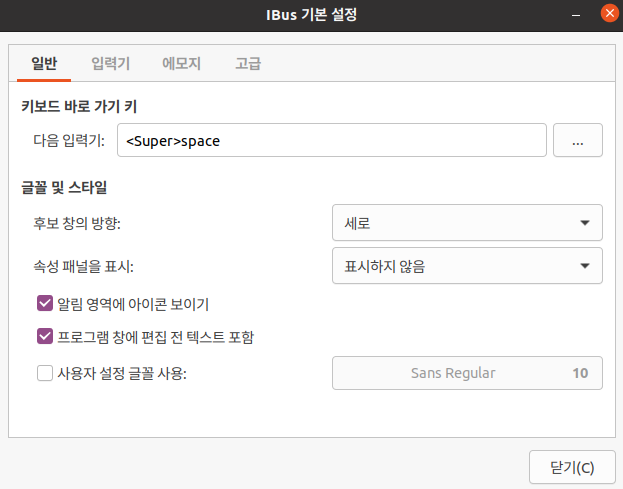 IBus 기본 설정
일반 입력기 에모지 고급
키보드 바로 가기 키
다음 입력기: <Super>space ...
글꼴 및 스타일
후보 창의 방향: 세로
속성 패널을 표시: 표시하지 않음
알림 영역에 아이콘 보이기
프로그램 창에 편집 전 텍스트 포함
사용자 설정 글꼴 사용: Sans Regular 10
닫기(C)